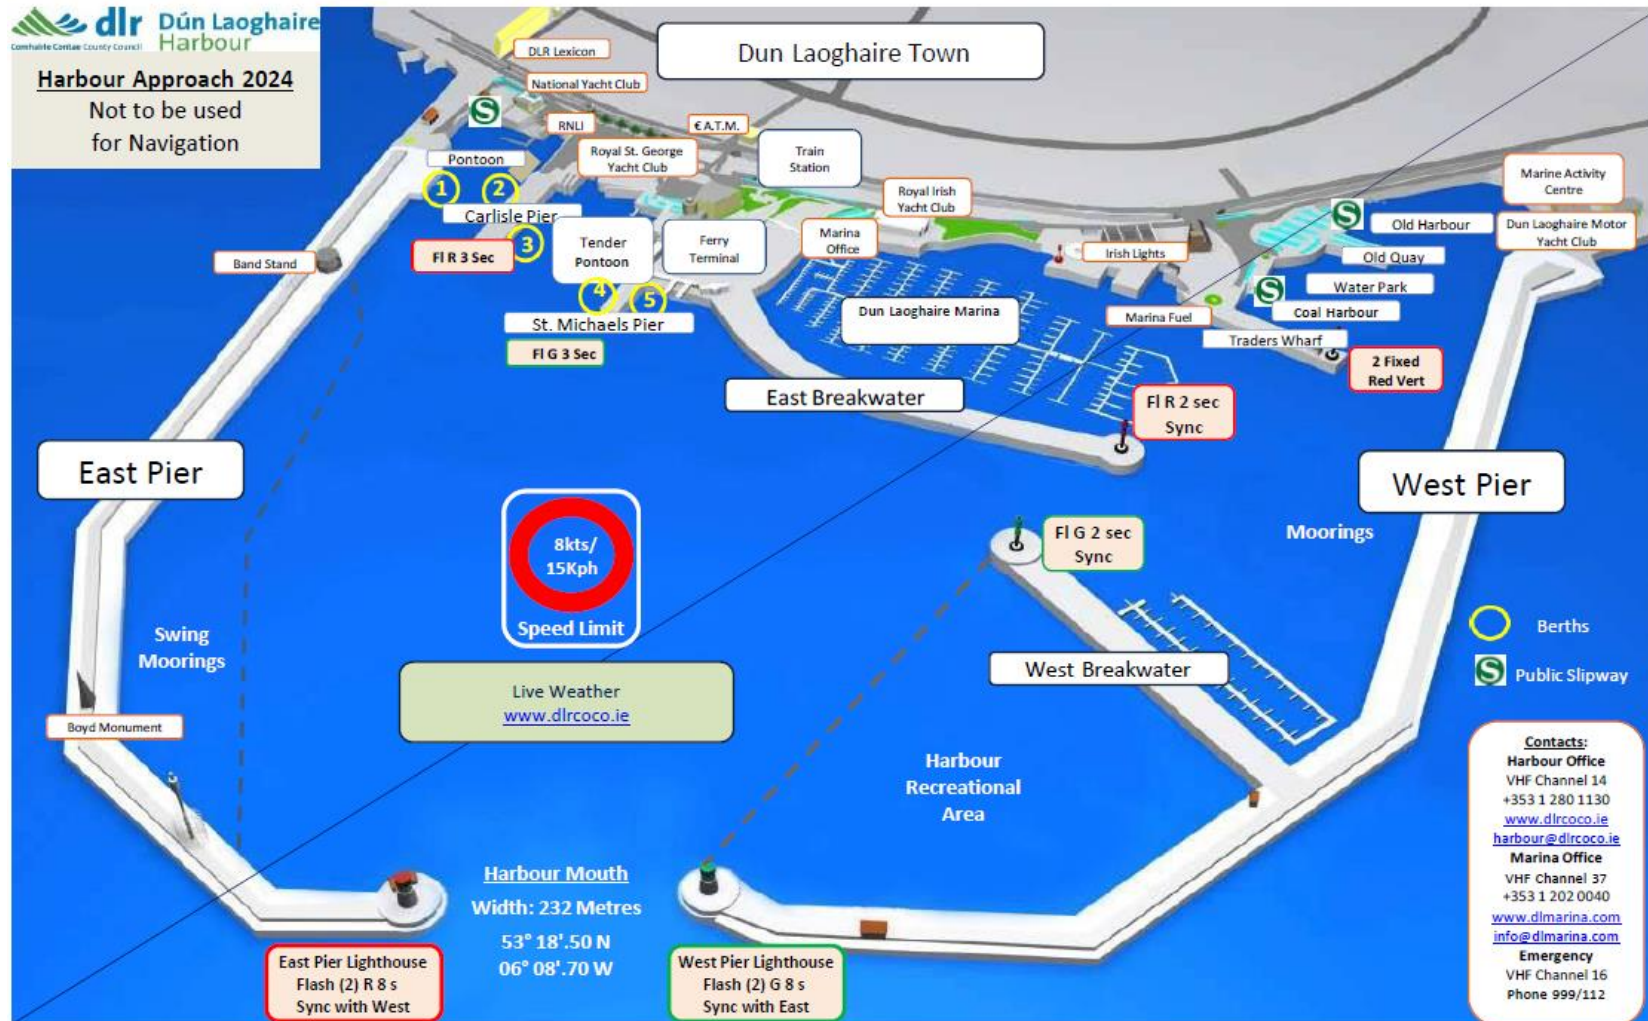 dlr Dún Laoghaire
Comhairle Contae County Council Harbour
Harbour Approach 2024
Not to be used
for Navigation
Dun Laoghaire Town
DLR Lexicon
National Yacht Club
S
RNLI
€ A.T.M.
Pontoon
Royal St. George
Yacht Club
Train
Station
1
2
Carlisle Pier
3
Fl R 3 Sec
Band Stand
Tender
Pontoon
Ferry
Terminal
Marina
Office
Royal Irish
Yacht Club
4
5
St. Michaels Pier
Fl G 3 Sec
Irish Lights
Marine Activity
Centre
S
Old Harbour
Dun Laoghaire Motor
Yacht Club
Old Quay
Water Park
S
Coal Harbour
Marina Fuel
Traders Wharf
2 Fixed
Red Vert
Dun Laoghaire Marina
East Breakwater
Fl R 2 sec
Sync
East Pier
West Pier
8kts/
15Kph
Speed Limit
Fl G 2 sec
Sync
Moorings
Swing
Moorings
Live Weather
www.dlrcoco.ie
West Breakwater
Berths
S
Public Slipway
Boyd Monument
Harbour
Recreational
Area
Harbour Mouth
Width: 232 Metres
53° 18'.50 N
06° 08'.70 W
East Pier Lighthouse
Flash (2) R 8 s
Sync with West
West Pier Lighthouse
Flash (2) G 8 s
Sync with East
Contacts:
Harbour Office
VHF Channel 14
+353 1 280 1130
www.dlrcoco.ie
harbour@dlrcoco.ie
Marina Office
VHF Channel 37
+353 1 202 0040
www.dlmarina.com
info@dlmarina.com
Emergency
VHF Channel 16
Phone 999/112